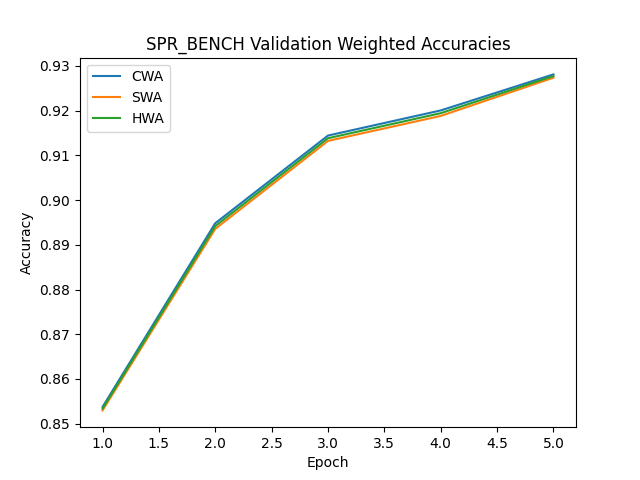 SPR_BENCH Validation Weighted Accuracies
CWA
SWA
HWA
0.93
0.92
0.91
0.90
0.89
0.88
0.87
0.86
0.85
Accuracy
1.0 1.5 2.0 2.5 3.0 3.5 4.0 4.5 5.0
Epoch